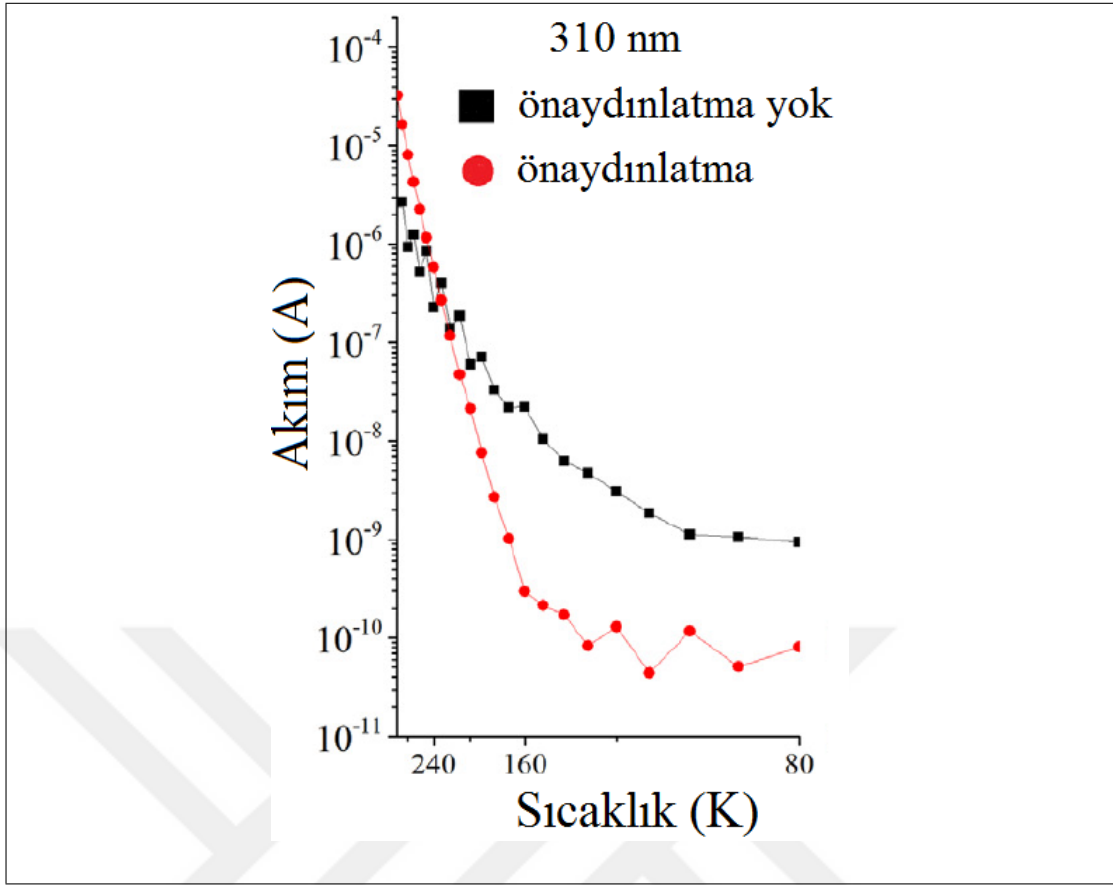 310 nm
önaydınlatma yok
önaydınlatma
10⁻⁴
10⁻⁵
10⁻⁶
10⁻⁷
10⁻⁸
10⁻⁹
10⁻¹⁰
10⁻¹¹
Akım (A)
240 160 80
Sıcaklık (K)